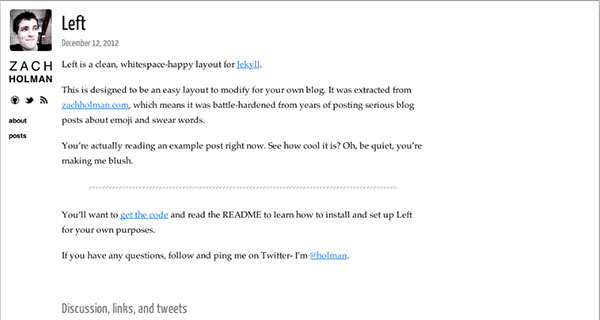 Left
December 12, 2012
ZACH
HOLMAN
about
posts
Left is a clean, whitespace-happy layout for Jekyll.
This is designed to be an easy layout to modify for your own blog. It was extracted from
zachholman.com, which means it was battle-hardened from years of posting serious blog
posts about emoji and swear words.
You’re actually reading an example post right now. See how cool it is? Oh, be quiet, you’re
making me blush.
You’ll want to get the code and read the README to learn how to install and set up Left
for your own purposes.
If you have any questions, follow and ping me on Twitter- I’m @holman.
Discussion, links, and tweets